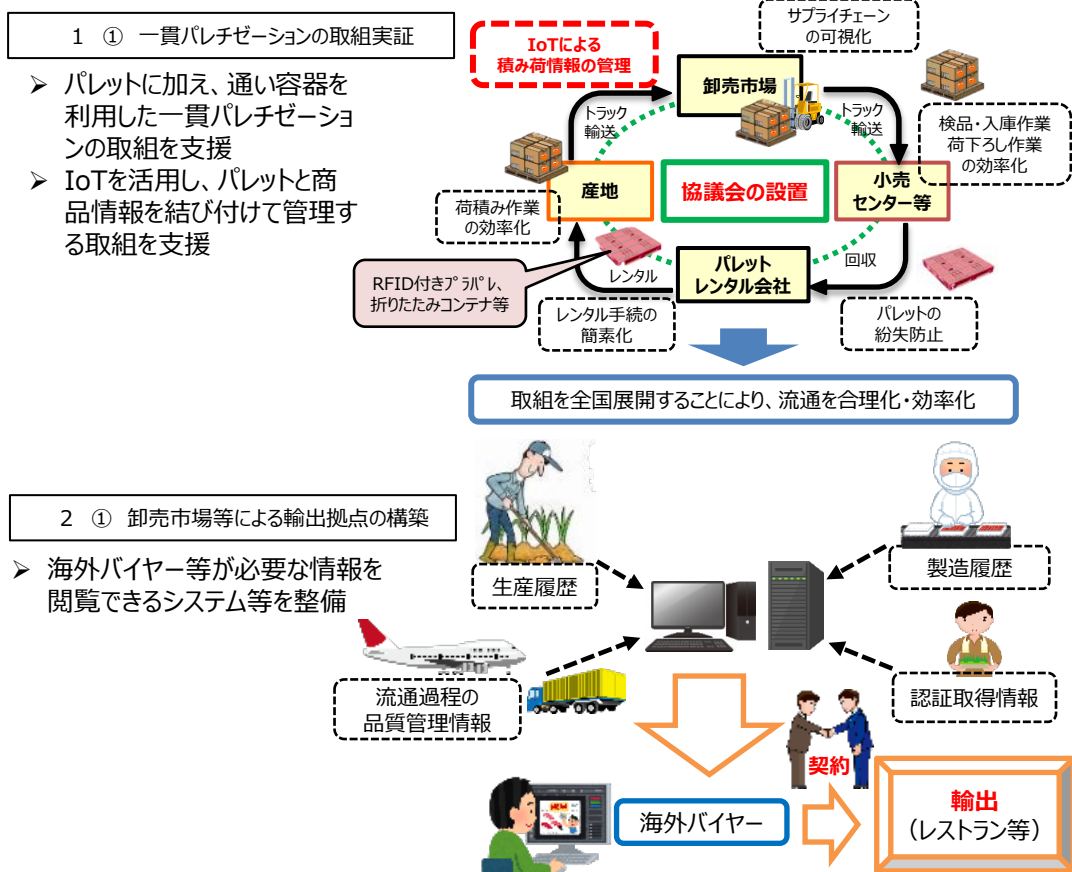 1 ① 一貫パレチゼーションの取組実証
➢ パレットに加え、通い容器を
利用した一貫パレチゼーショ
ンの取組を支援
➢ IoTを活用し、パレットと商
品情報を結び付けて管理す
る取組を支援
IoTによる
積み荷情報の管理
サプライチェーン
の可視化
卸売市場
トラック
輸送
トラック
輸送
検品・入庫作業
荷下ろし作業
の効率化
産地
協議会の設置
小売
センター等
荷積み作業
の効率化
RFID付きプラパレ、
折りたたみコンテナ等
レンタル
パレット
レンタル会社
回収
レンタル手続の
簡素化
パレットの
紛失防止
取組を全国展開することにより、流通を合理化・効率化
2 ① 卸売市場等による輸出拠点の構築
➢ 海外バイヤー等が必要な情報を
閲覧できるシステム等を整備
生産履歴
製造履歴
流通過程の
品質管理情報
認証取得情報
契約
海外バイヤー
輸出
（レストラン等）